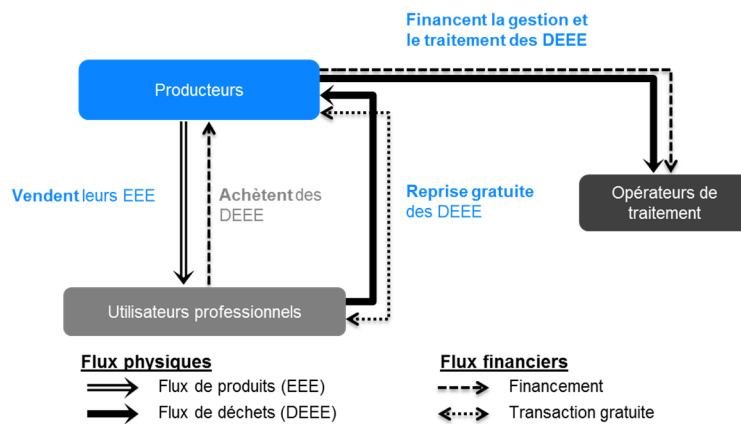 Financent la gestion et
le traitement des DEEE
Producteurs
Vendent leurs EEE
Achètent des
DEEE
Reprise gratuite
des DEEE
Opérateurs de
traitement
Utilisateurs professionnels
Flux physiques
Flux de produits (EEE)
Flux de déchets (DEEE)
Flux financiers
Financement
Transaction gratuite